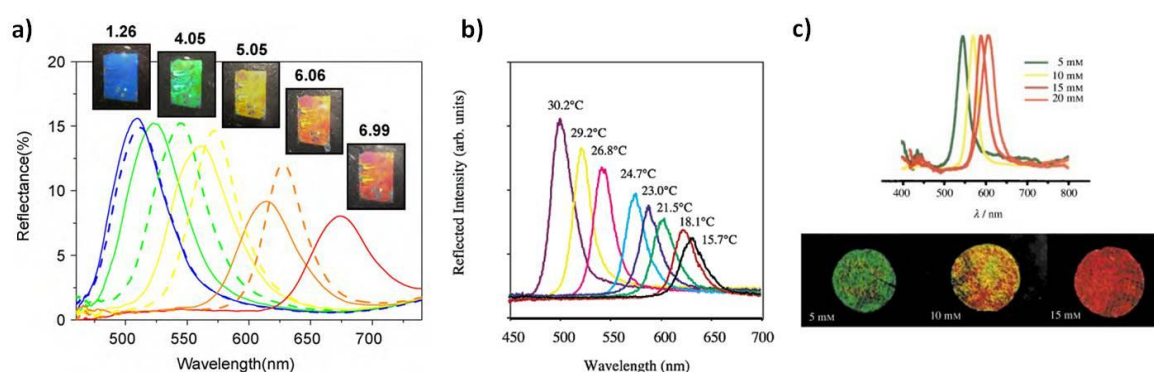 a)
1.26
4.05
5.05
6.06
6.99
20
15
10
5
0
Reflectance(%)
500 550 600 650 700
Wavelength(nm)
b)
Reflected Intensity (arb. units)
30.2°C
29.2°C
26.8°C
24.7°C
23.0°C
21.5°C
18.1°C
15.7°C
450 500 550 600 650 700
Wavelength (nm)
c)
5 mM
10 mM
15 mM
20 mM
400 500 600 700 800
λ / nm
5 mM
10 mM
15 mM